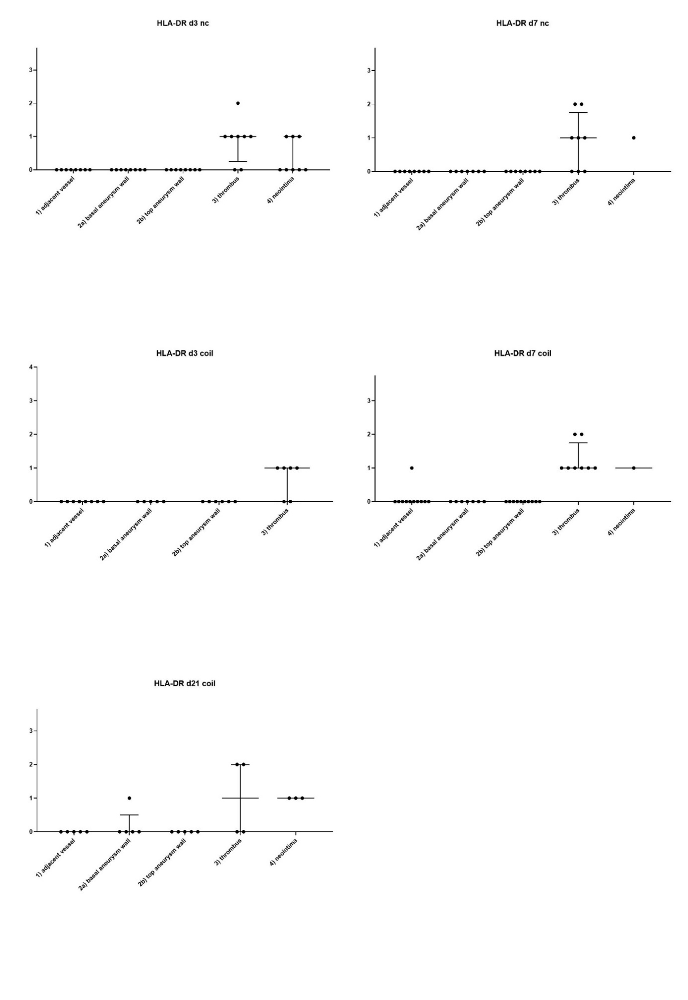 HLA-DR d3 nc
3
2
1
0
1) adjacent vessel
2a) basal aneurysm wall
2b) top aneurysm wall
3) thrombus
4) neointima
HLA-DR d7 nc
3
2
1
0
1) adjacent vessel
2a) basal aneurysm wall
2b) top aneurysm wall
3) thrombus
4) neointima
HLA-DR d3 coil
4
3
2
1
0
1) adjacent vessel
2a) basal aneurysm wall
2b) top aneurysm wall
3) thrombus
HLA-DR d7 coil
3
2
1
0
1) adjacent vessel
2a) basal aneurysm wall
2b) top aneurysm wall
3) thrombus
4) neointima
HLA-DR d21 coil
3
2
1
0
1) adjacent vessel
2a) basal aneurysm wall
2b) top aneurysm wall
3) thrombus
4) neointima